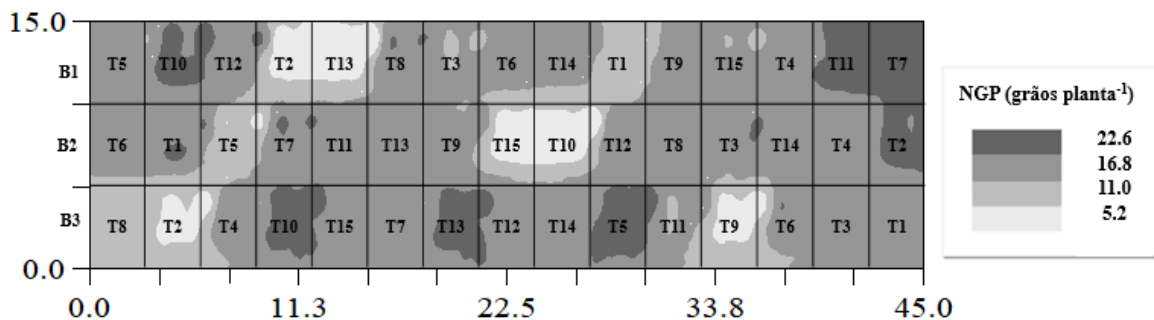 15.0
B1 T5 T10 T12 T2 T13 T8 T3 T6 T14 T1 T9 T15 T4 T11 T7
B2 T6 T1 T5 T7 T11 T13 T9 T15 T10 T12 T8 T3 T14 T4 T2
B3 T8 T2 T4 T10 T15 T7 T13 T12 T14 T5 T11 T9 T6 T3 T1
0.0
0.0 11.3 22.5 33.8 45.0
NGP (grãos planta⁻¹)
22.6
16.8
11.0
5.2